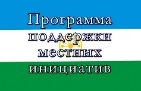 Программа
поддержки
местных
инициатив